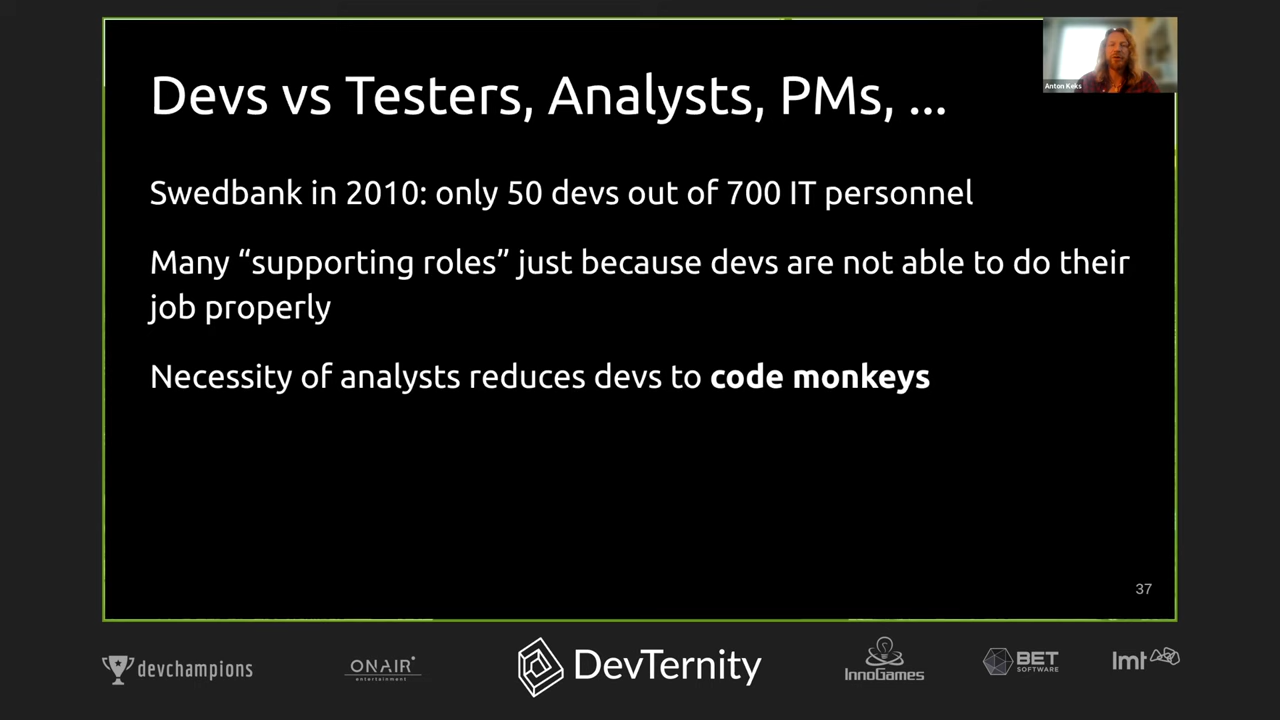 Devs vs Testers, Analysts, PMs, ...
Anton Keks
Swedbank in 2010: only 50 devs out of 700 IT personnel
Many “supporting roles” just because devs are not able to do their
job properly
Necessity of analysts reduces devs to code monkeys
37
devchampions
ONAIR
entertainment
DevTernity
InnoGames
BET
SOFTWARE
lmt